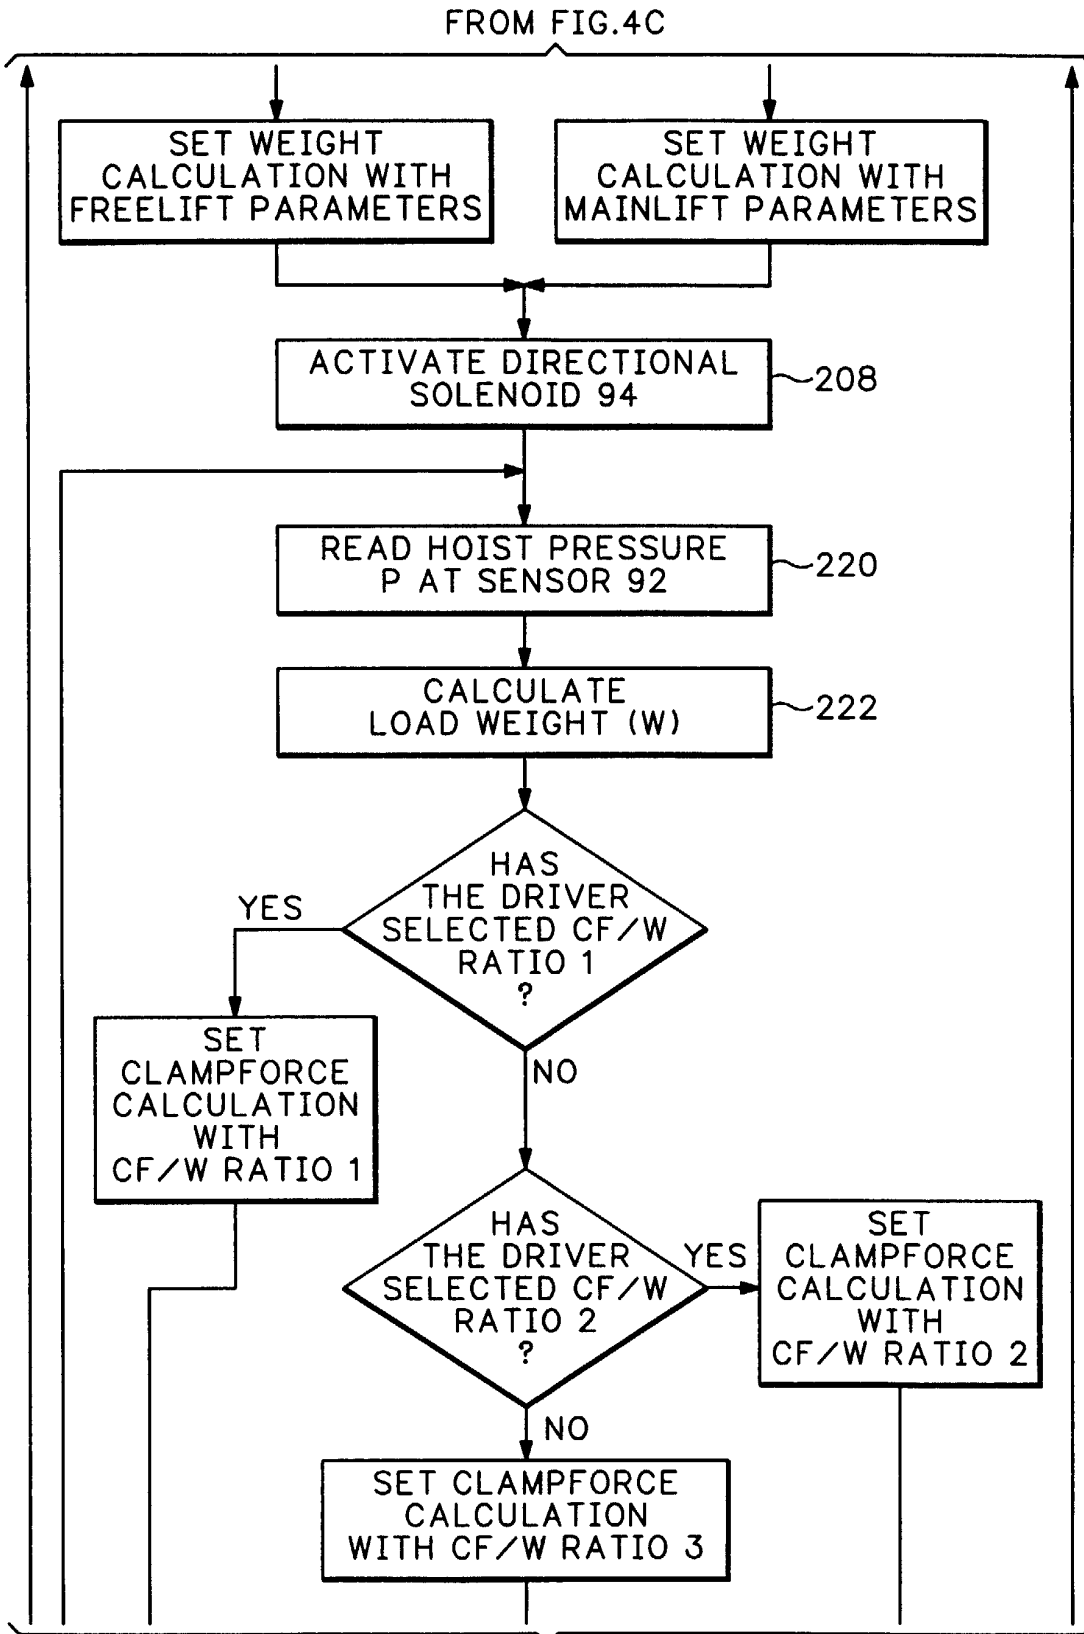 FROM FIG.4C
SET WEIGHT
CALCULATION WITH
FREELIFT PARAMETERS
SET WEIGHT
CALCULATION WITH
MAINLIFT PARAMETERS
ACTIVATE DIRECTIONAL
SOLENOID 94
208
READ HOIST PRESSURE
P AT SENSOR 92
220
CALCULATE
LOAD WEIGHT (W)
222
HAS
THE DRIVER
SELECTED CF/W
RATIO 1
?
YES
SET
CLAMPFORCE
CALCULATION
WITH
CF/W RATIO 1
NO
HAS
THE DRIVER
SELECTED CF/W
RATIO 2
?
YES
SET
CLAMPFORCE
CALCULATION
WITH
CF/W RATIO 2
NO
SET CLAMPFORCE
CALCULATION
WITH CF/W RATIO 3